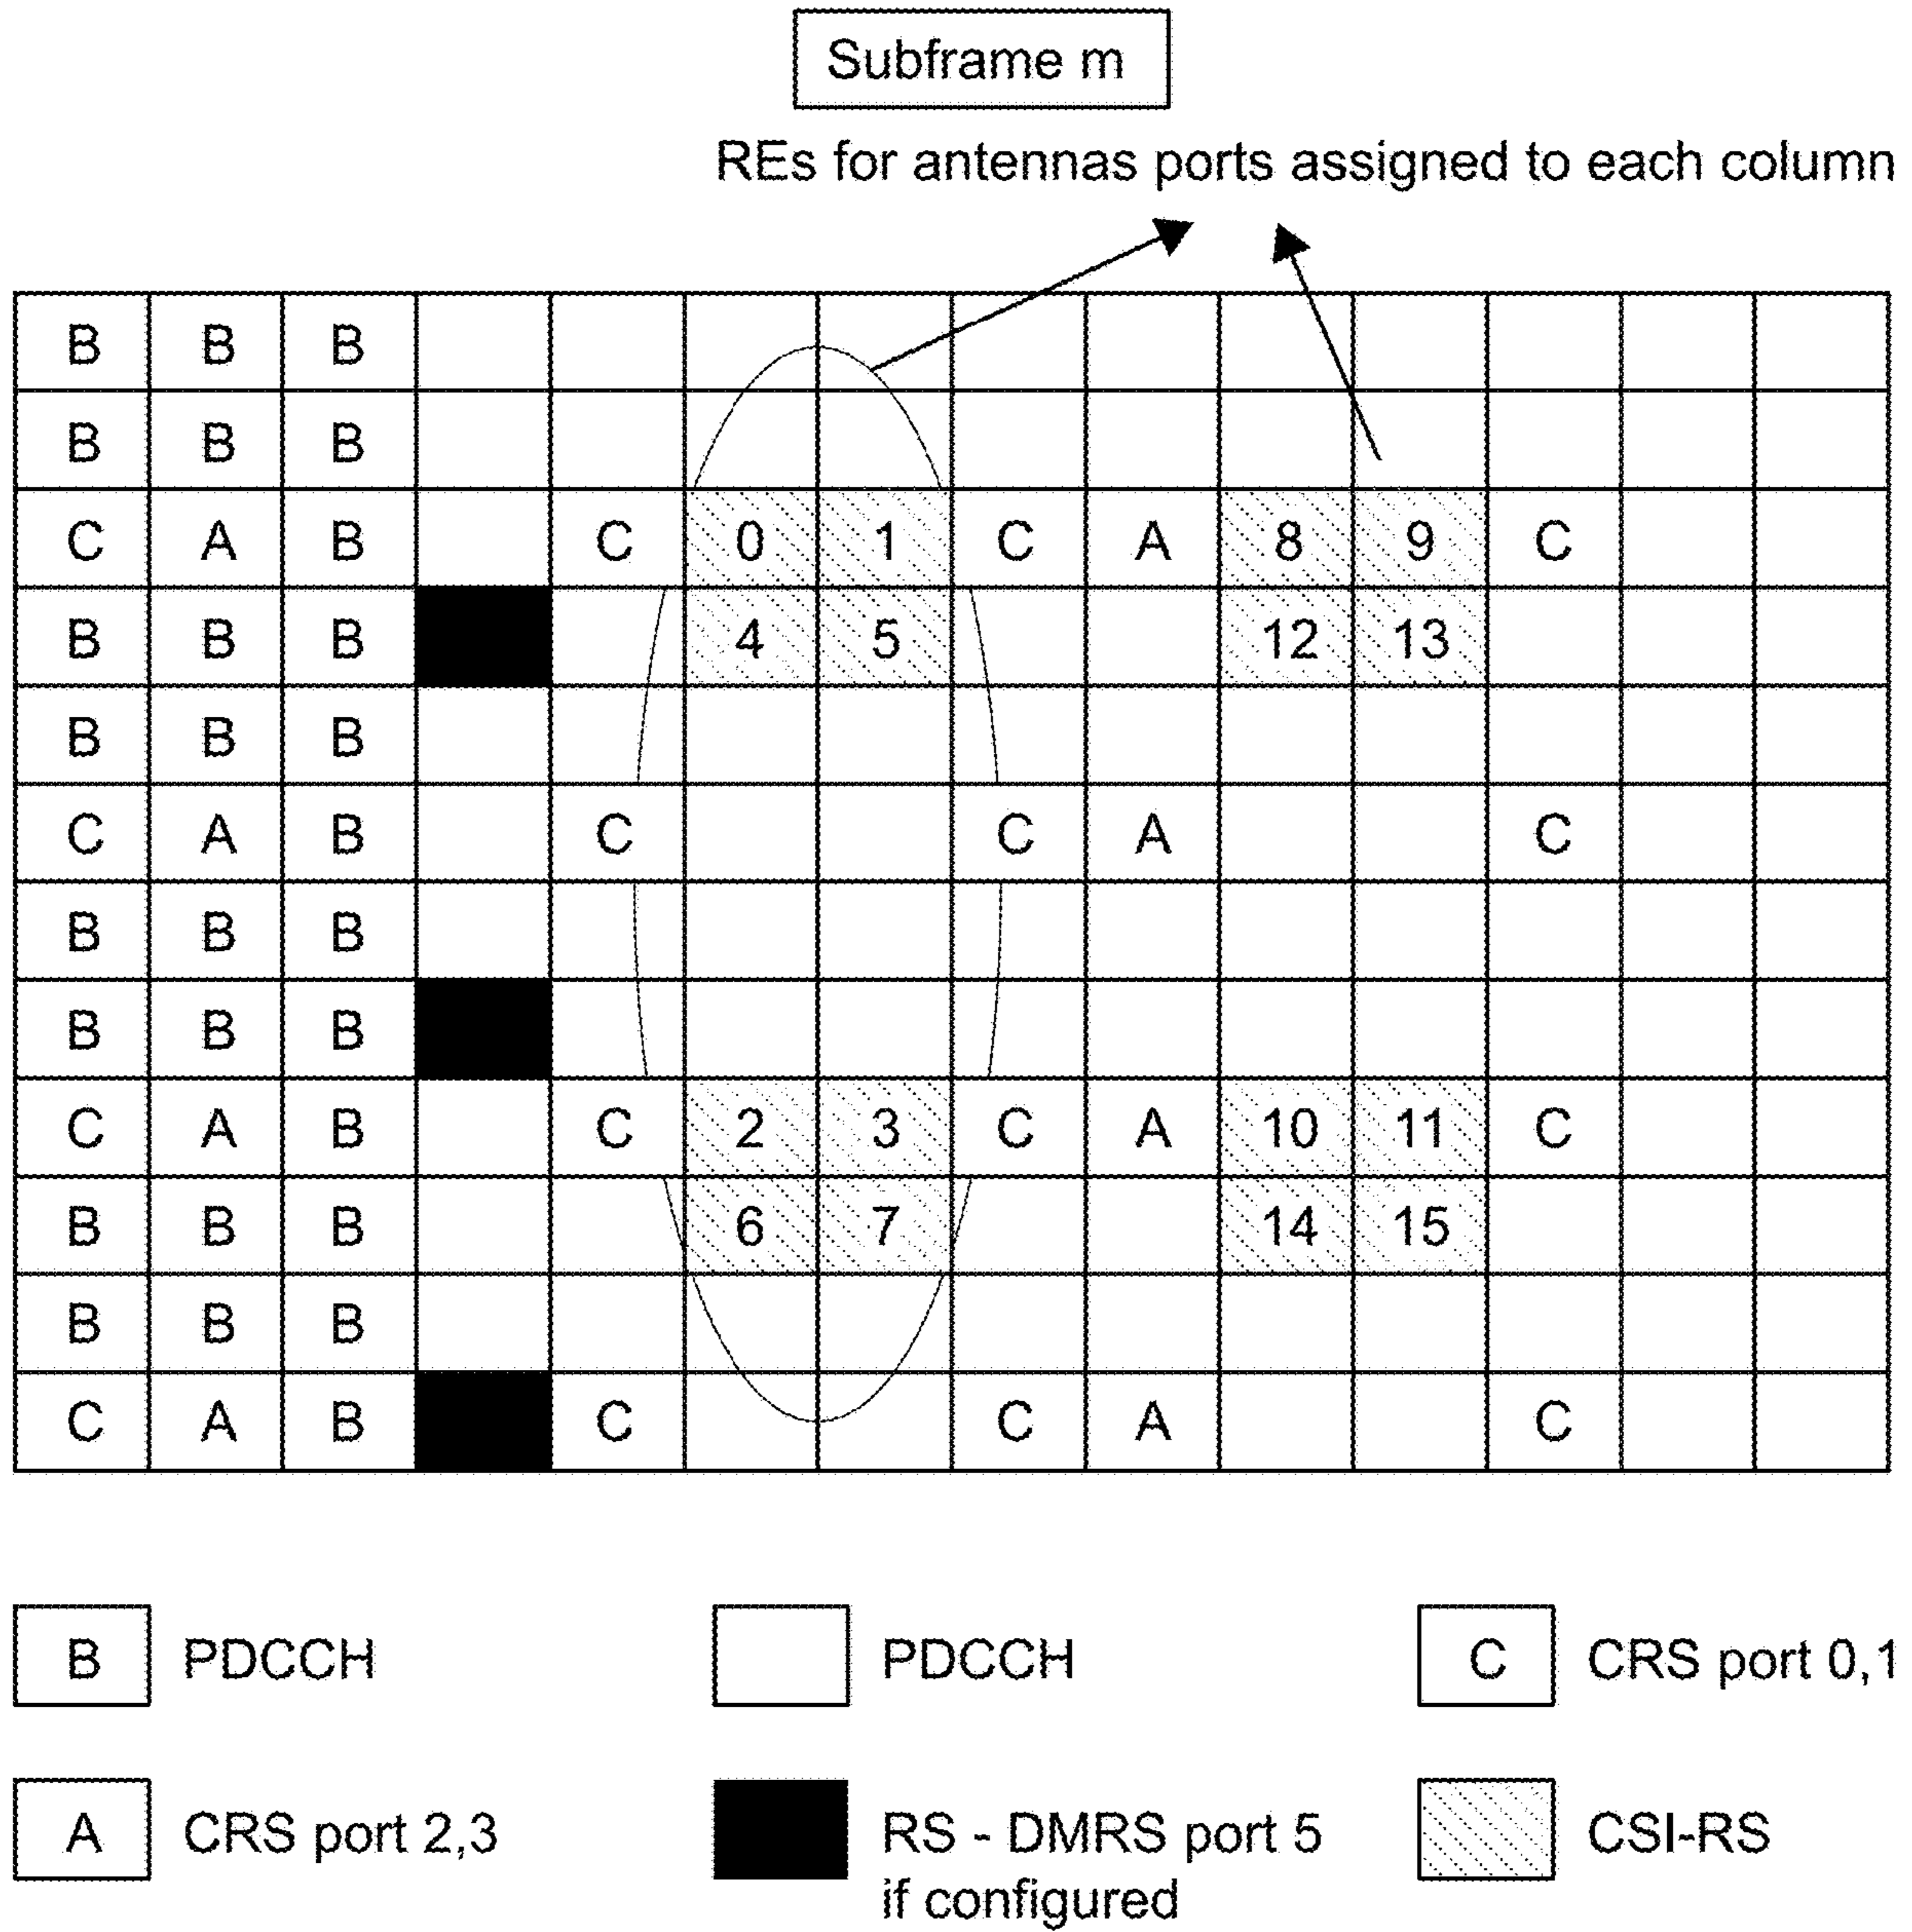 Subframe m
REs for antennas ports assigned to each column
B B B
B B B
C A B C 0 1 C A 8 9 C
B B B 4 5 12 13
B B B
C A B C C A C
B B B
B B B
C A B C 2 3 C A 10 11 C
B B B 6 7 14 15
B B B
C A B C C A C
B PDCCH PDCCH C CRS port 0,1
A CRS port 2,3 RS - DMRS port 5 CSI-RS
if configured